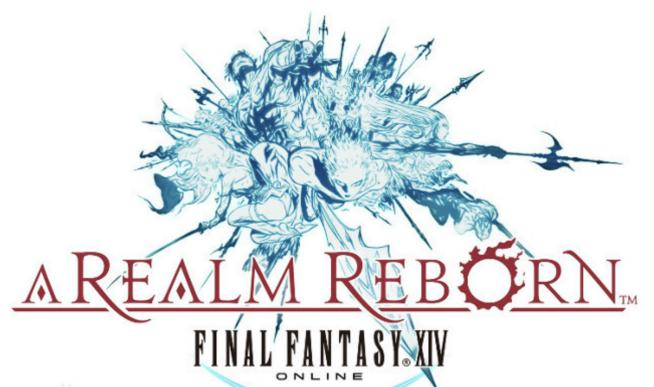 A REALM REBORN™
FINAL FANTASY® XIV
ONLINE